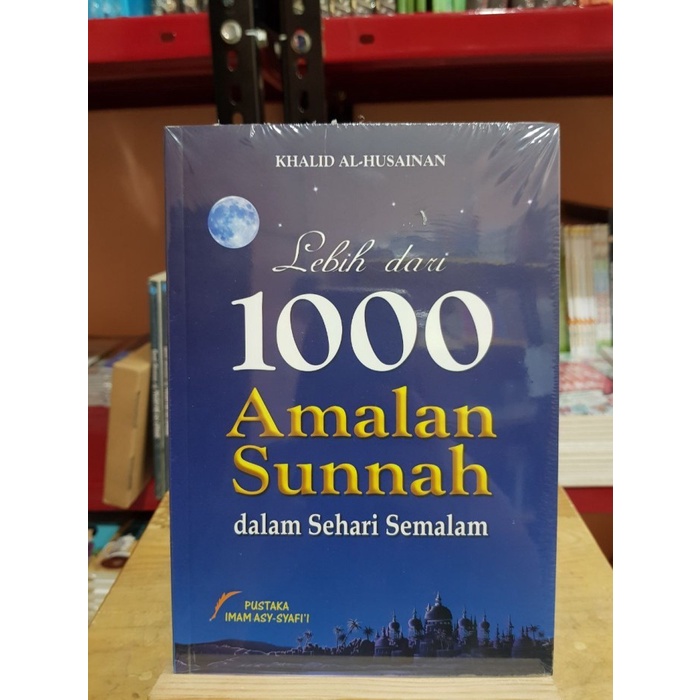 KHALID AL-HUSAINAN
Lebih dari
1000
Amalan
Sunnah
dalam Sehari Semalam
PUSTAKA
IMAM ASY-SYAFI'I